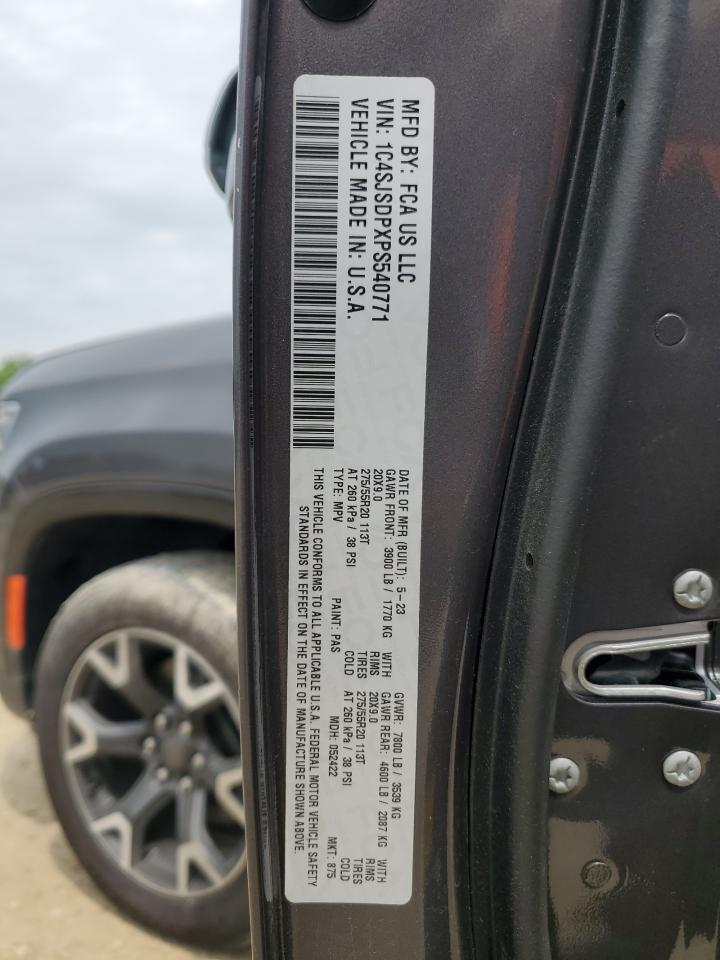 MFD BY: FCA US LLC
VIN: 1C4SJSDPXPS540771
VEHICLE MADE IN: U.S.A.
DATE OF MFR (BUILT): 5-23 GVWR: 7800 LB / 3539 KG
GAWR FRONT: 3900 LB / 1770 KG WITH GAWR REAR: 4600 LB / 2087 KG WITH
20X9.0 RIMS 20X9.0 RIMS
275/55R20 113T TIRES 275/55R20 113T TIRES
AT 260 kPa / 38 PSI COLD AT 260 kPa / 38 PSI COLD
TYPE: MPV PAINT: PAS MDH: 052422 MKT: 875
THIS VEHICLE CONFORMS TO ALL APPLICABLE U.S.A. FEDERAL MOTOR VEHICLE SAFETY
STANDARDS IN EFFECT ON THE DATE OF MANUFACTURE SHOWN ABOVE.